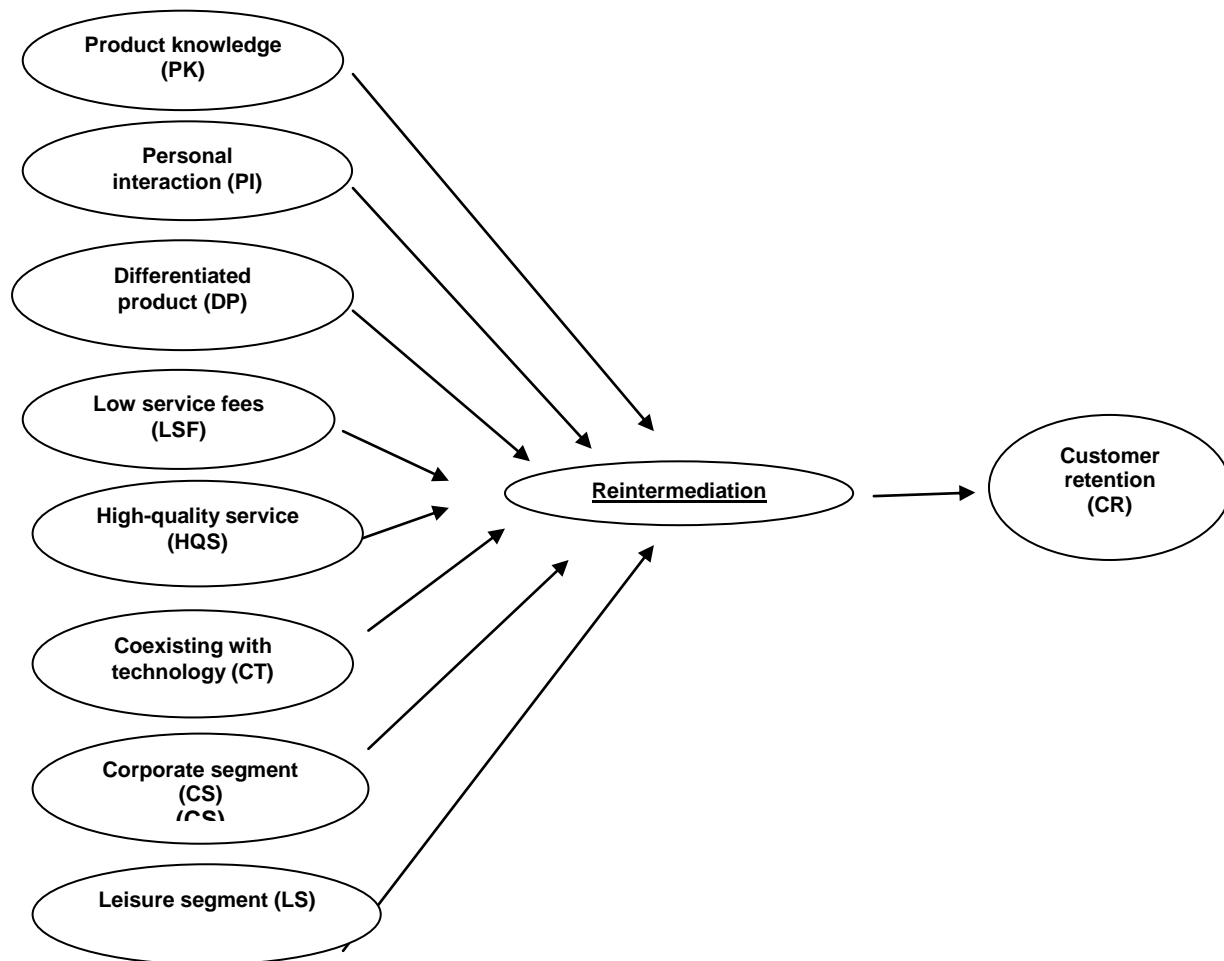 Product knowledge
(PK)
Personal
interaction (PI)
Differentiated
product (DP)
Low service fees
(LSF)
High-quality service
(HQS)
Coexisting with
technology (CT)
Corporate segment
(CS)
(CS)
Leisure segment (LS)
Reintermediation
Customer
retention
(CR)